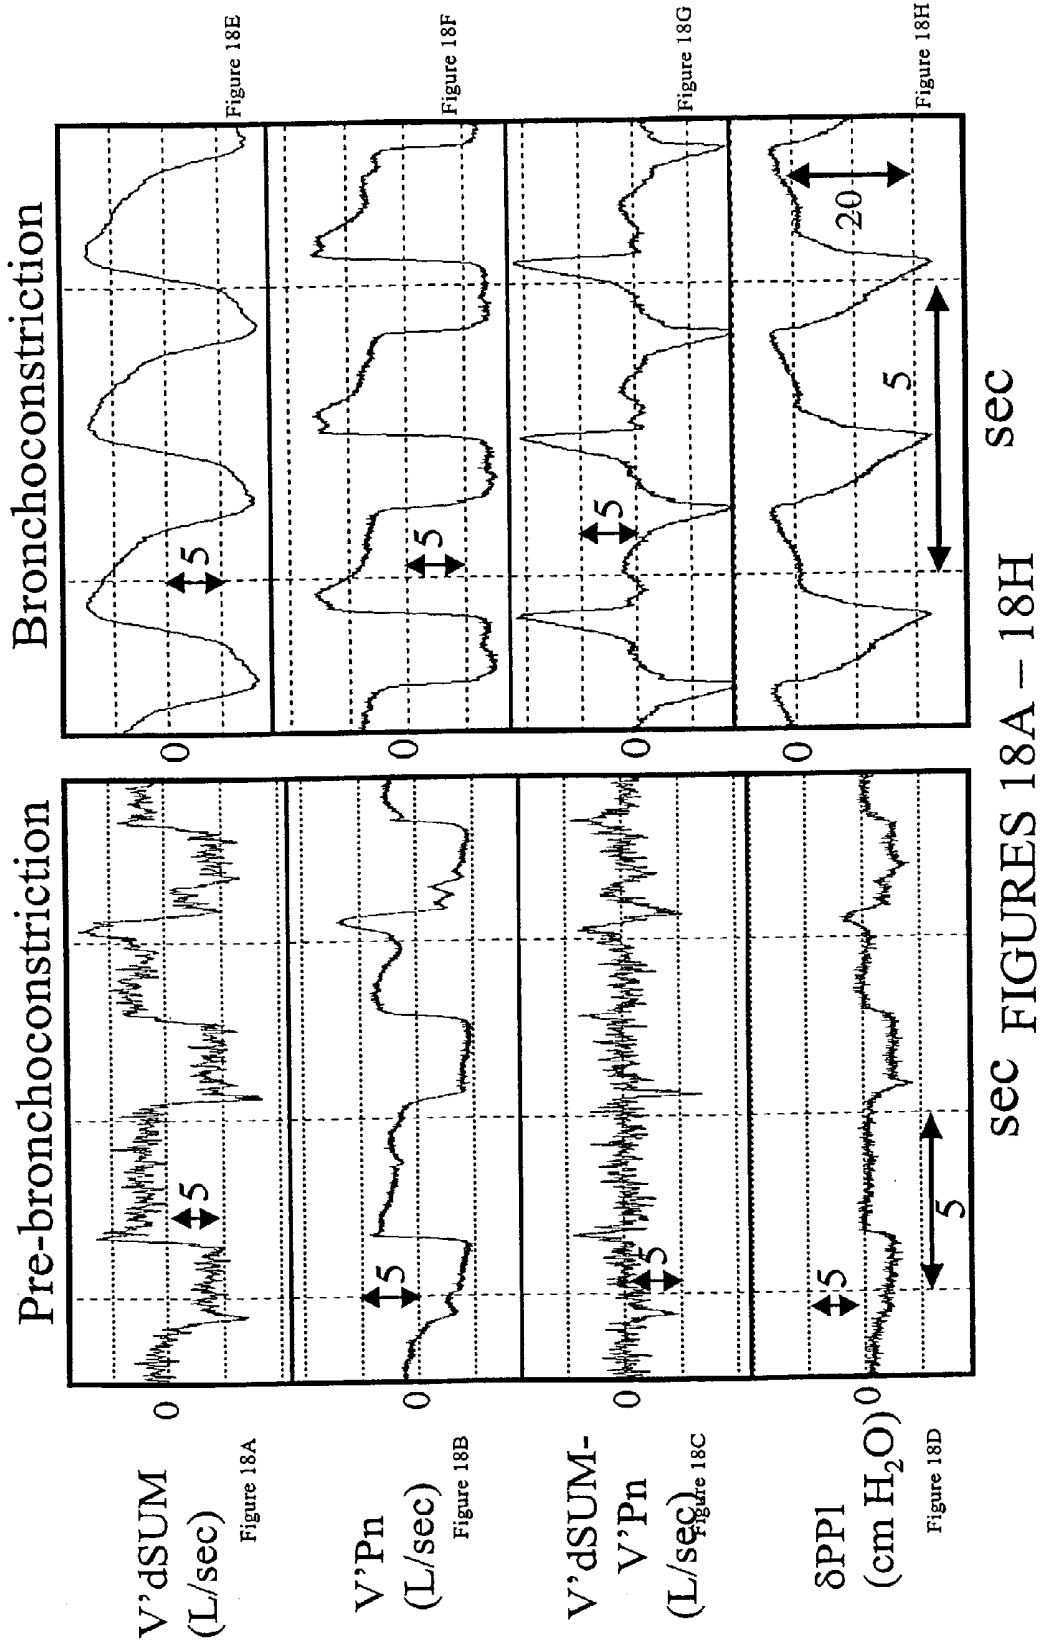 Pre-bronchoconstriction
Bronchoconstriction
V'dSUM
(L/sec)
Figure 18A
0
5
0
5
Figure 18E
V'Pn
(L/sec)
Figure 18B
0
5
0
5
Figure 18F
V'dSUM-
V'Pn
(L/sec)
Figure 18C
0
5
0
5
Figure 18G
δPPl
(cm H₂O)
Figure 18D
0
5
5
0
20
5
Figure 18H
sec
sec
FIGURES 18A – 18H